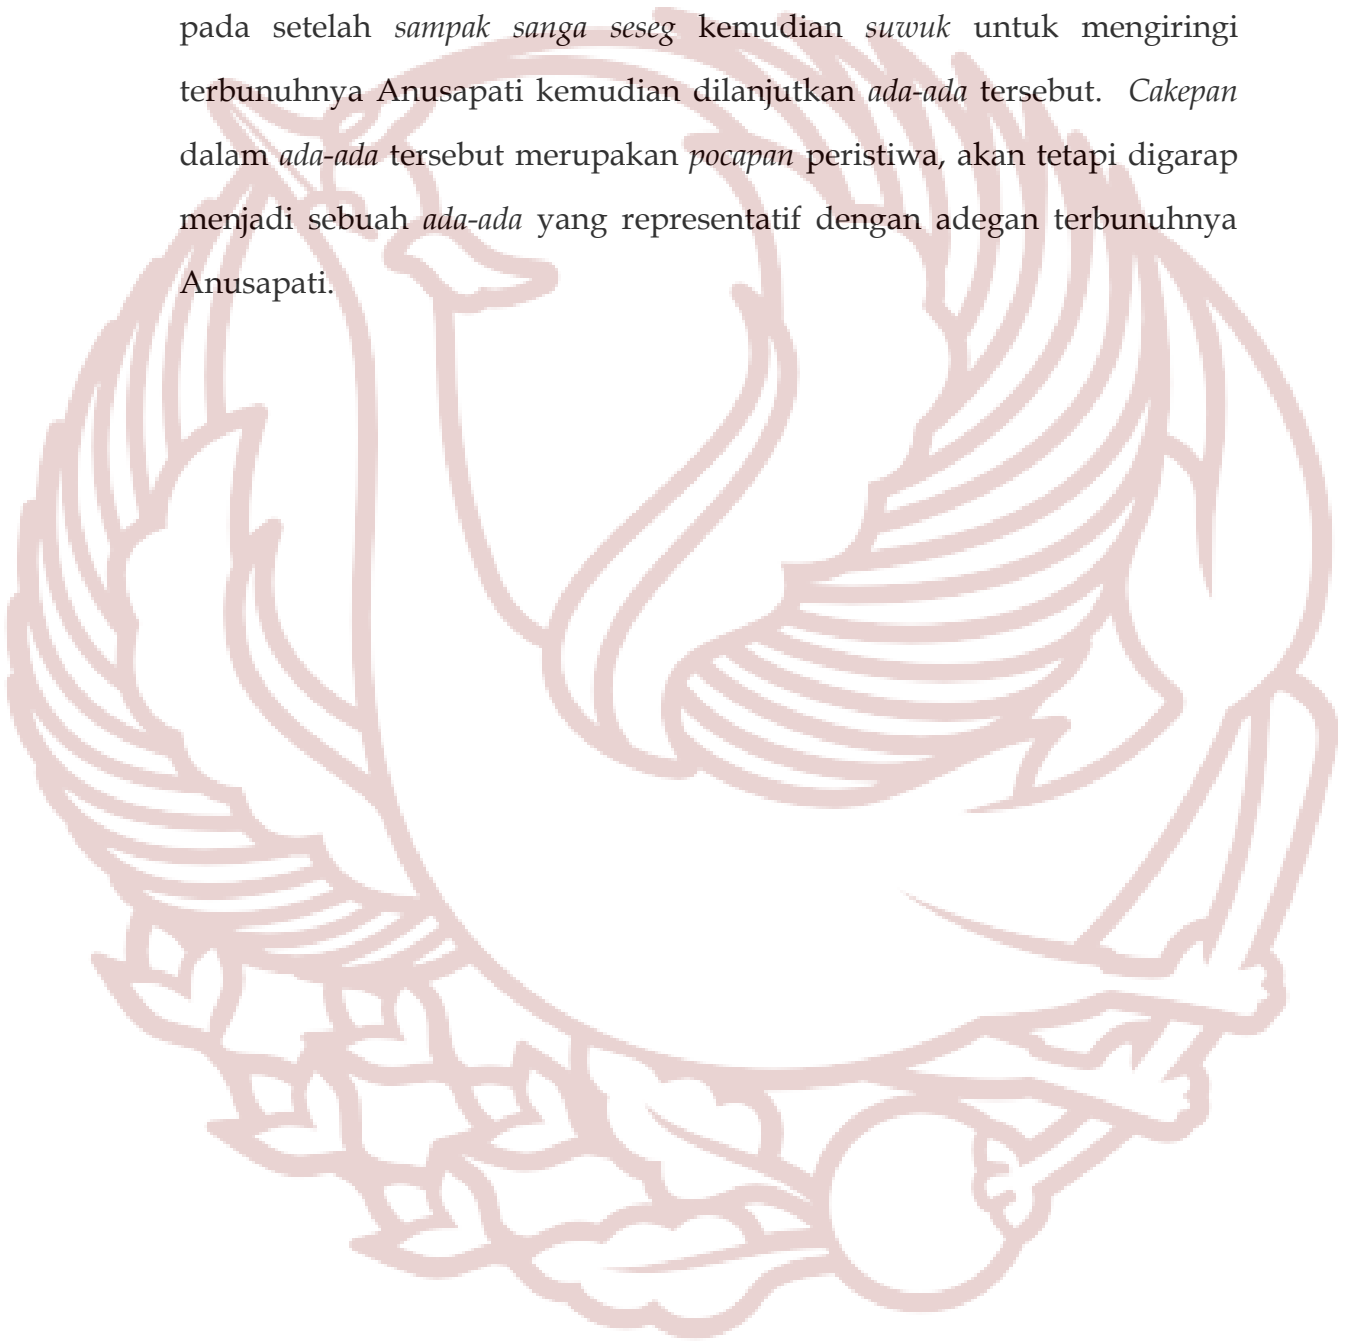 pada setelah sampak sanga seseg kemudian suwuk untuk mengiringi
terbunuhnya Anusapati kemudian dilanjutkan ada-ada tersebut. Cakepan
dalam ada-ada tersebut merupakan pocapan peristiwa, akan tetapi digarap
menjadi sebuah ada-ada yang representatif dengan adegan terbunuhnya
Anusapati.